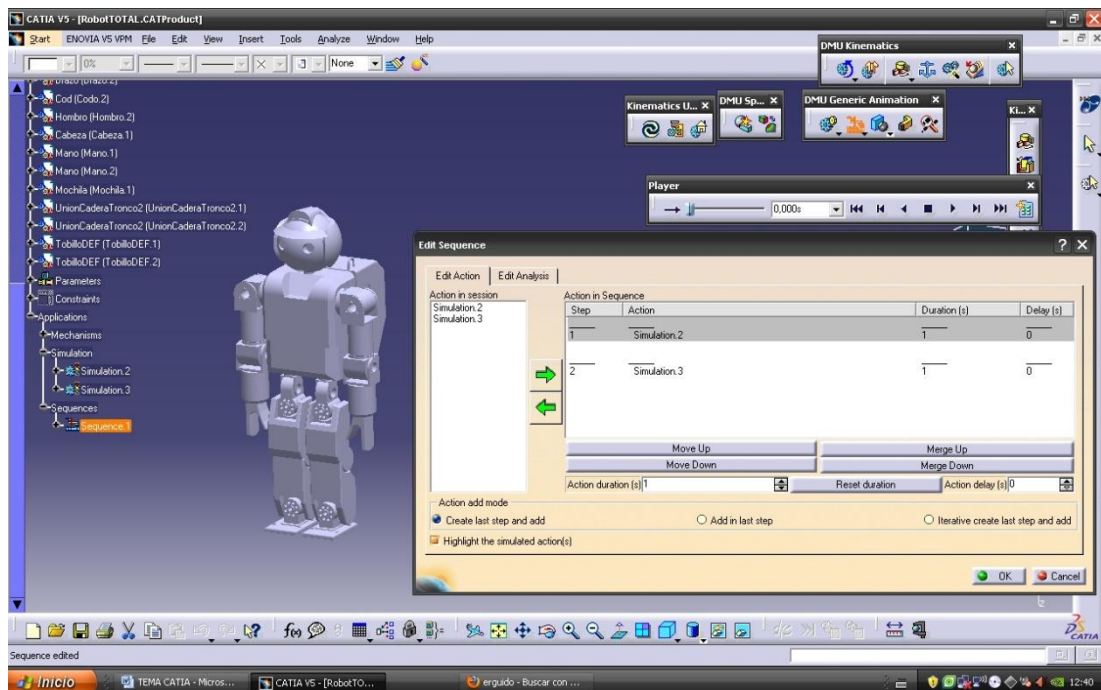 CATIA V5 - [RobotTOTAL.CATProduct]
Start ENOVIA V5 VPM File Edit View Insert Tools Analyze Window Help
0% None
DMU Kinematics
Kinematics U...
DMU Sp...
DMU Generic Animation
Ki...
Brazo (Brazo.2)
Cod (Codo.2)
Hombro (Hombro.2)
Cabeza (Cabeza.1)
Mano (Mano.1)
Mano (Mano.2)
Mochila (Mochila.1)
UnionCaderaTronco2 (UnionCaderaTronco2.1)
UnionCaderaTronco2 (UnionCaderaTronco2.2)
TobilloDEF (TobilloDEF.1)
TobilloDEF (TobilloDEF.2)
Parameters
Constraints
Applications
Mechanisms
Simulation
Simulation.2
Simulation.3
Sequences
Sequence.1
Player
0,000s
Edit Sequence
Edit Action Edit Analysis
Action in session
Simulation.2
Simulation.3
Action in Sequence
Step Action Duration (s) Delay (s)
1 Simulation.2 1 0
2 Simulation.3 1 0
Move Up Merge Up
Move Down Merge Down
Action duration (s) 1 Reset duration Action delay (s) 0
Action add mode
Create last step and add Add in last step Iterative create last step and add
Highlight the simulated action(s)
OK Cancel
f(x)
CATIA
Sequence edited
Inicio TEMA CATIA - Micros... CATIA V5 - [RobotTO... erguido - Buscar con ... 12:40